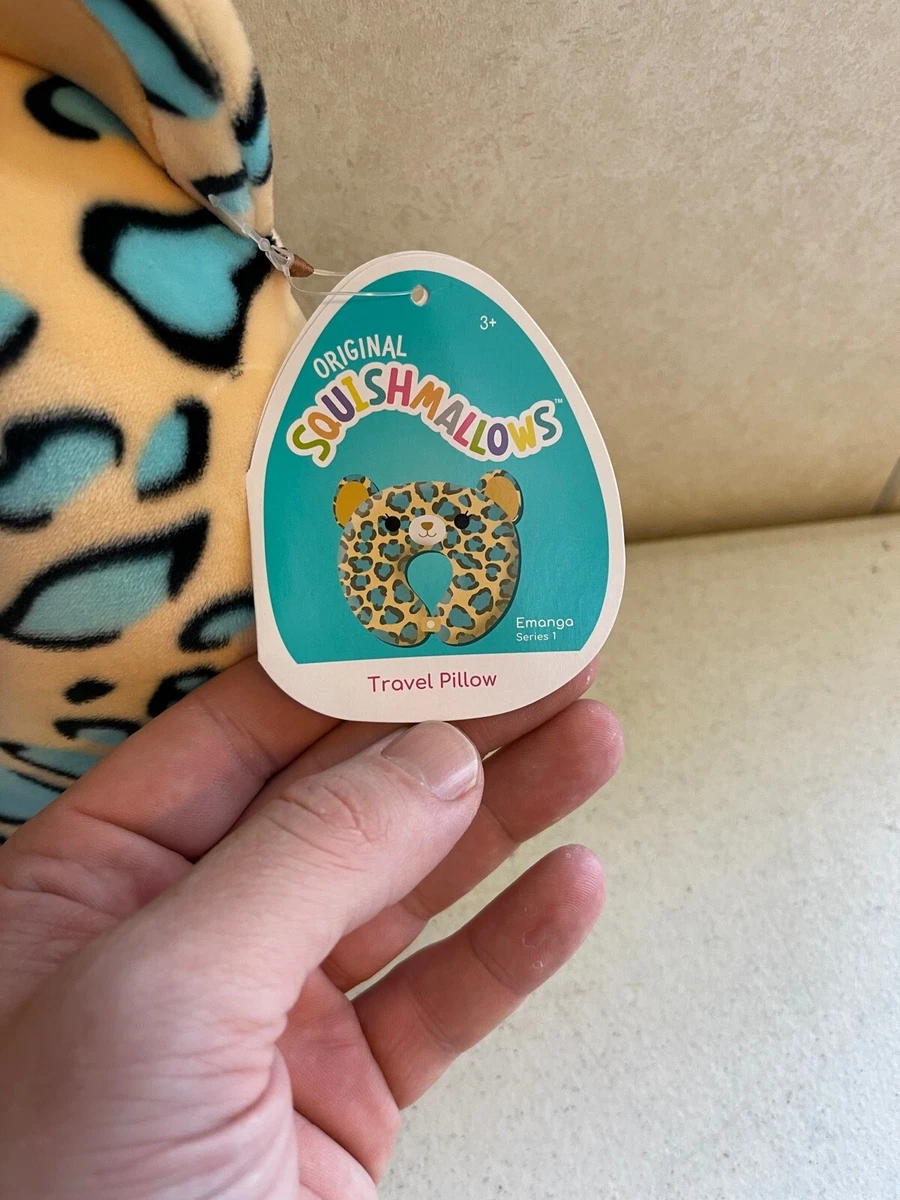 3+
ORIGINAL
SQUISHMALLOWS™
Emanga
Series 1
Travel Pillow